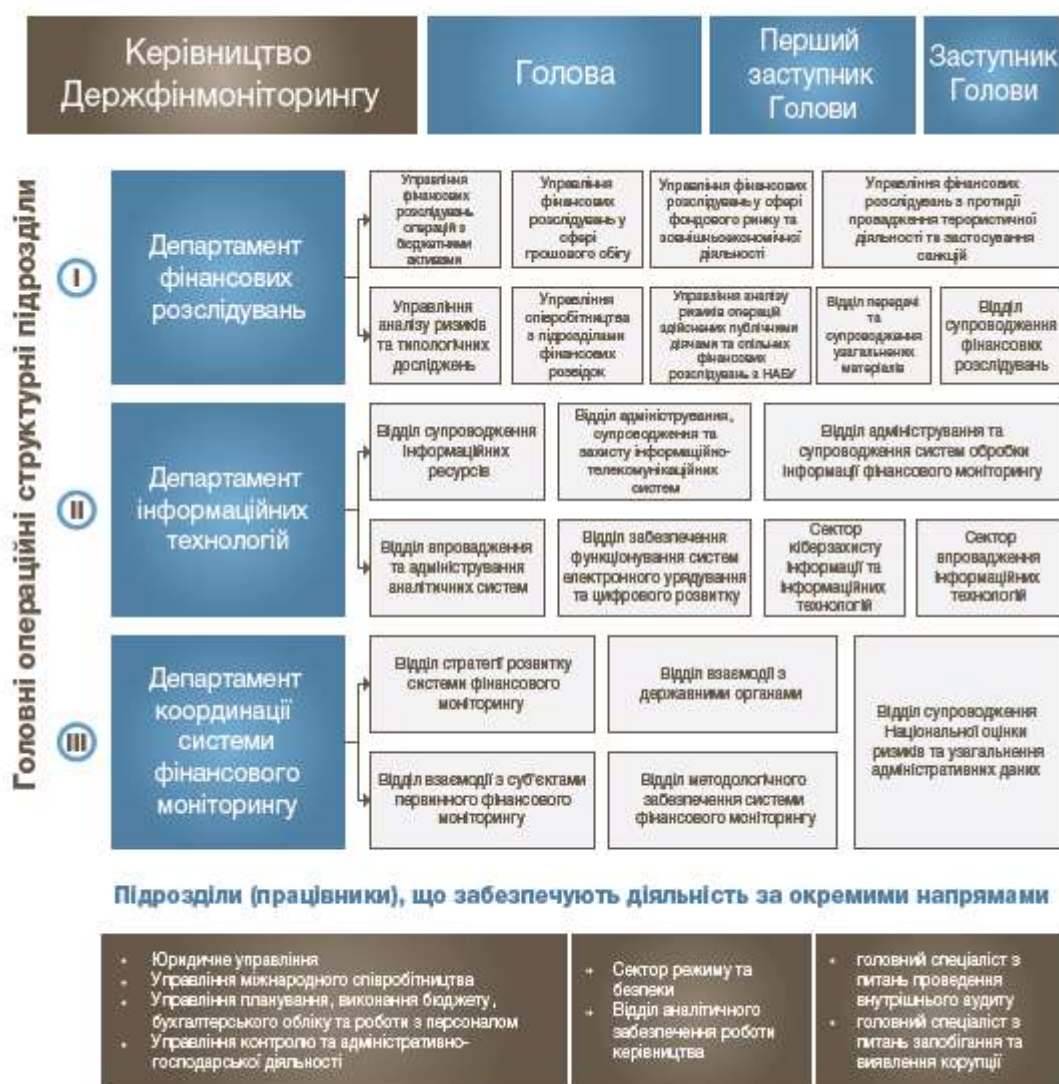 Керівництво
Держфінмоніторингу
Голова
Перший
заступник
Голови
Заступник
Голови
Головні операційні структурні підрозділи
I
Департамент
фінансових
розслідувань
Управління
фінансових
розслідувань
операцій з
бюджетними
активами
Управління
фінансових
розслідувань у
сфері
грошового обігу
Управління фінансових
розслідувань у сфері
фондового ринку та
зовнішньоекономічної
діяльності
Управління фінансових
розслідувань з протидії
провадження терористичної
діяльності та застосування
санкцій
Управління
аналізу ризиків
та типологічних
досліджень
Управління
співробітництва
з підрозділами
фінансових
розвідок
Управління аналізу
ризиків операцій
здійснених публічними
діячами та спільних
фінансових
розслідувань з НАБУ
Відділ передачі
та
супроводження
узагальнених
матеріалів
Відділ
супроводження
фінансових
розслідувань
II
Департамент
інформаційних
технологій
Відділ супроводження
інформаційних
ресурсів
Відділ адміністрування,
супроводження та
захисту інформаційно-
телекомунікаційних
систем
Відділ адміністрування та
супроводження систем обробки
інформації фінансового моніторингу
Відділ впровадження
та адміністрування
аналітичних систем
Відділ забезпечення
функціонування систем
електронного урядування
та цифрового розвитку
Сектор
кіберзахисту
інформації та
інформаційних
технологій
Сектор
впровадження
інформаційних
технологій
III
Департамент
координації
системи
фінансового
моніторингу
Відділ стратегії розвитку
системи фінансового
моніторингу
Відділ взаємодії з
державними органами
Відділ супроводження
Національної оцінки
ризиків та узагальнення
адміністративних даних
Відділ взаємодії з суб'єктами
первинного фінансового
моніторингу
Відділ методологічного
забезпечення системи
фінансового моніторингу
Підрозділи (працівники), що забезпечують діяльність за окремими напрямами
• Юридичне управління
• Управління міжнародного співробітництва
• Управління планування, виконання бюджету,
бухгалтерського обліку та роботи з персоналом
• Управління контролю та адміністративно-
господарської діяльності
• Сектор режиму та
безпеки
• Відділ аналітичного
забезпечення роботи
керівництва
• головний спеціаліст з
питань проведення
внутрішнього аудиту
• головний спеціаліст з
питань запобігання та
виявлення корупції